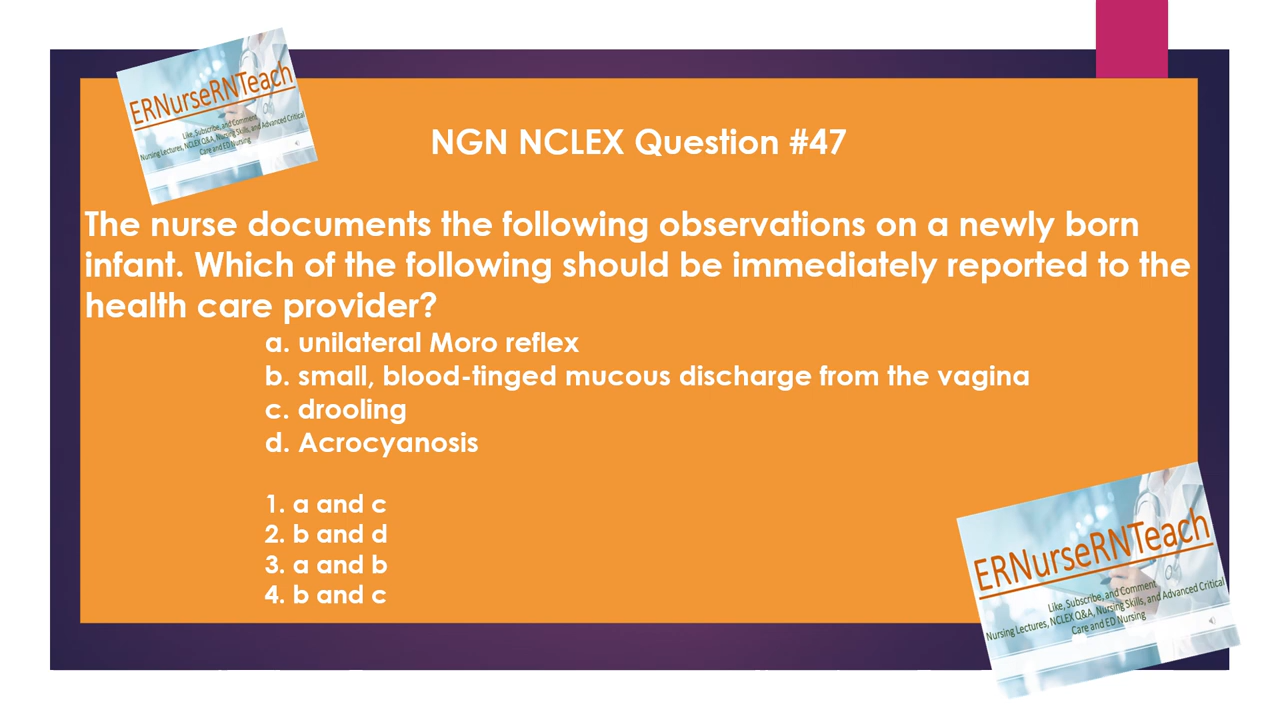 ERNurseRNTeach
Like, Subscribe, and Comment
Nursing Lectures, NCLEX Q&A, Nursing Skills, and Advanced Critical
Care and ED Nursing
NGN NCLEX Question #47
The nurse documents the following observations on a newly born
infant. Which of the following should be immediately reported to the
health care provider?
a. unilateral Moro reflex
b. small, blood-tinged mucous discharge from the vagina
c. drooling
d. Acrocyanosis
1. a and c
2. b and d
3. a and b
4. b and c
ERNurseRNTeach
Like, Subscribe, and Comment
Nursing Lectures, NCLEX Q&A, Nursing Skills, and Advanced Critical
Care and ED Nursing